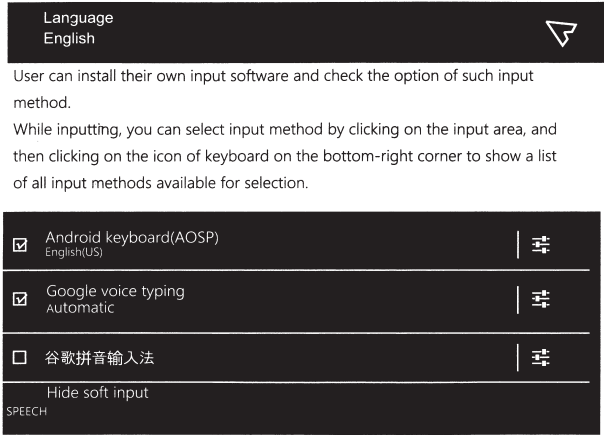 Language
English
User can install their own input software and check the option of such input
method.
While inputting, you can select input method by clicking on the input area, and
then clicking on the icon of keyboard on the bottom-right corner to show a list
of all input methods available for selection.
Android keyboard(AOSP)
English(US)
Google voice typing
Automatic
谷歌拼音输入法
Hide soft input
SPEECH